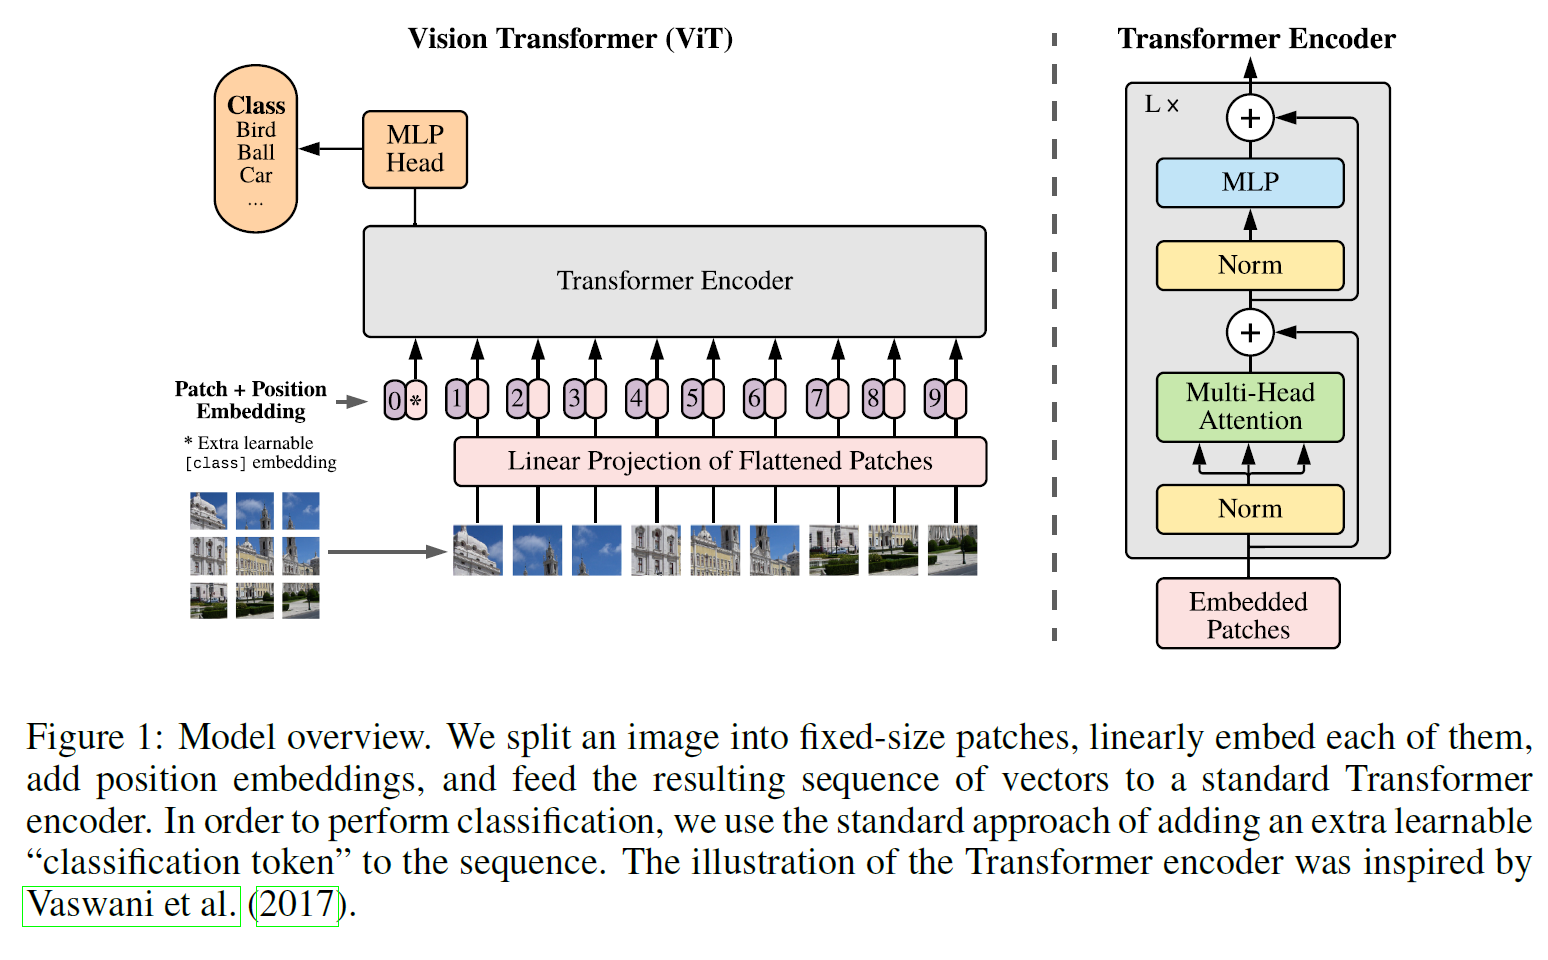 Vision Transformer (ViT)
Class
Bird
Ball
Car
...
MLP
Head
Transformer Encoder
Patch + Position
Embedding
* Extra learnable
[class] embedding
0 * 1 2 3 4 5 6 7 8 9
Linear Projection of Flattened Patches
Transformer Encoder
L ×
+
MLP
Norm
+
Multi-Head
Attention
Norm
Embedded
Patches
Figure 1: Model overview. We split an image into fixed-size patches, linearly embed each of them,
add position embeddings, and feed the resulting sequence of vectors to a standard Transformer
encoder. In order to perform classification, we use the standard approach of adding an extra learnable
“classification token” to the sequence. The illustration of the Transformer encoder was inspired by
Vaswani et al. (2017).